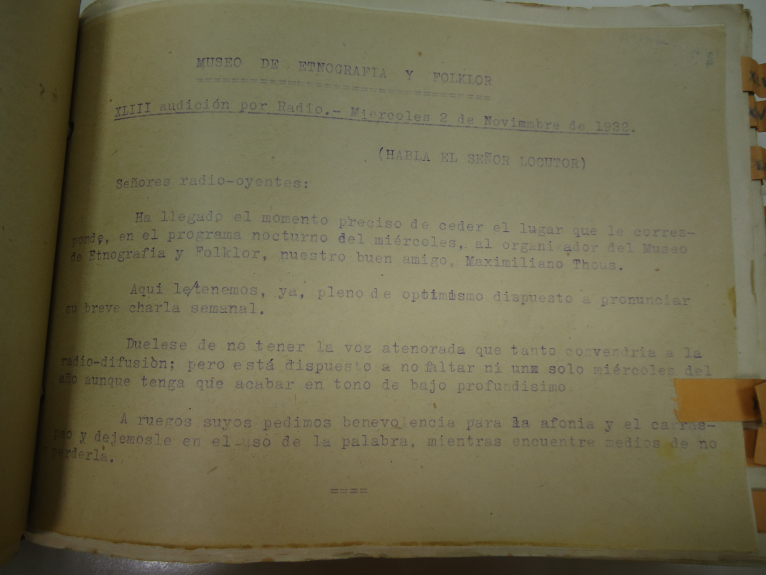 MUSEO DE ETNOGRAFIA Y FOLKLOR
===============================
XLIII audición por Radio.- Miércoles 2 de Noviembre de 1932.
(HABLA EL SEÑOR LOCUTOR)
Señores radio-oyentes:
Ha llegado el momento preciso de ceder el lugar que le corres-
ponde, en el programa nocturno del miércoles, al organizador del Museo
de Etnografia y Folklor, nuestro buen amigo, Maximiliano Thous.
Aqui le/tenemos, ya, pleno de optimismo dispuesto a pronunciar
su breve charla semanal.
Duelese de no tener la voz atenorada que tanto convendria a la
radio-difusión; pero está dispuesto a no faltar ni un solo miércoles del
año aunque tenga que acabar en tono de bajo profundisimo
A ruegos suyos pedimos benevolencia para la afonia y el carras-
peo y dejemosle en el uso de la palabra, mientras encuentre medios de no
perderla.
====